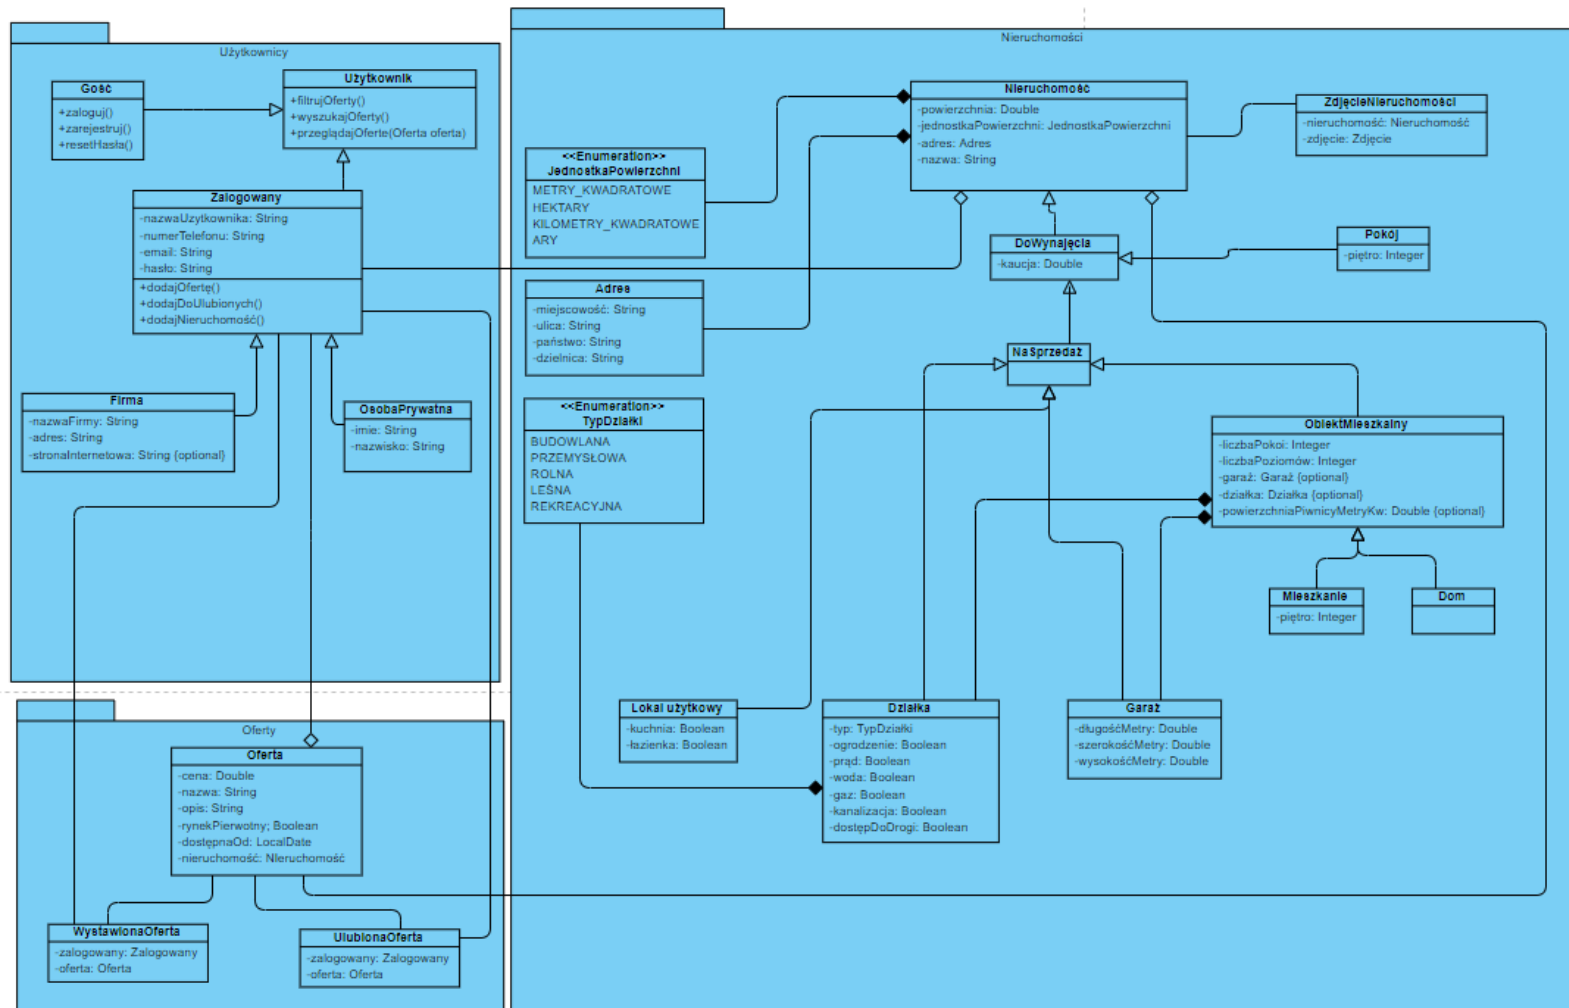 Użytkownicy
Gość
+zaloguj()
+zarejestruj()
+resetHasła()
Użytkownik
+filtrujOferty()
+wyszukajOferty()
+przeglądajOferte(Oferta oferta)
Zalogowany
-nazwaUzytkownika: String
-numerTelefonu: String
-email: String
-hasło: String
+dodajOfertę()
+dodajDoUlubionych()
+dodajNieruchomość()
Firma
-nazwaFirmy: String
-adres: String
-stronaInternetowa: String {optional}
OsobaPrywatna
-imie: String
-nazwisko: String
Oferty
Oferta
-cena: Double
-nazwa: String
-opis: String
-rynekPierwotny; Boolean
-dostępnaOd: LocalDate
-nieruchomość: NIeruchomość
WystawionaOferta
-zalogowany: Zalogowany
-oferta: Oferta
UlubionaOferta
-zalogowany: Zalogowany
-oferta: Oferta
Nieruchomości
Nieruchomość
-powierzchnia: Double
-jednostkaPowierzchni: JednostkaPowierzchni
-adres: Adres
-nazwa: String
ZdjęcieNieruchomości
-nieruchomość: Nieruchomość
-zdjęcie: Zdjęcie
<<Enumeration>>
JednostkaPowierzchni
METRY_KWADRATOWE
HEKTARY
KILOMETRY_KWADRATOWE
ARY
DoWynajęcia
-kaucja: Double
Pokój
-piętro: Integer
Adres
-miejscowość: String
-ulica: String
-państwo: String
-dzielnica: String
NaSprzedaż
<<Enumeration>>
TypDziałki
BUDOWLANA
PRZEMYSŁOWA
ROLNA
LEŚNA
REKREACYJNA
ObiektMieszkalny
-liczbaPokoi: Integer
-liczbaPoziomów: Integer
-garaż: Garaż {optional}
-działka: Działka {optional}
-powierzchniaPiwnicyMetryKw: Double {optional}
Mieszkanie
-piętro: Integer
Dom
Lokal użytkowy
-kuchnia: Boolean
-łazienka: Boolean
Działka
-typ: TypDziałki
-ogrodzenie: Boolean
-prąd: Boolean
-woda: Boolean
-gaz: Boolean
-kanalizacja: Boolean
-dostępDoDrogi: Boolean
Garaż
-długośćMetry: Double
-szerokośćMetry: Double
-wysokośćMetry: Double